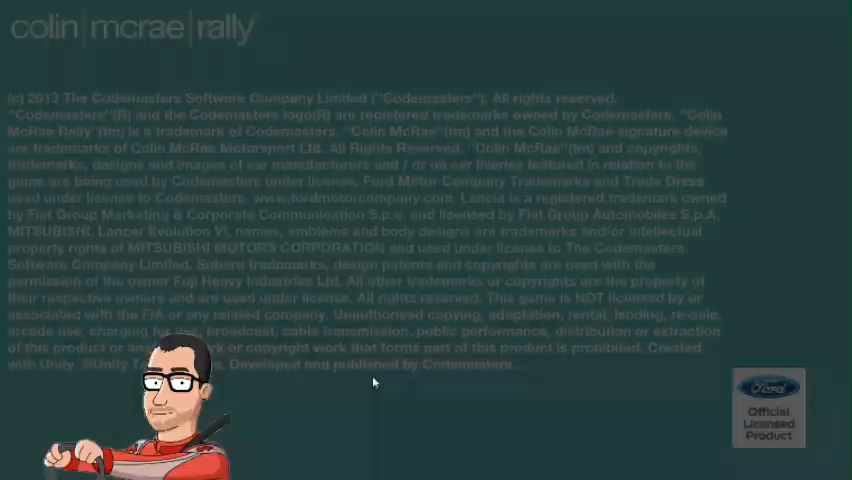 colin|mcrae|rally
(c) 2013 The Codemasters Software Company Limited ("Codemasters"). All rights reserved.
"Codemasters"(R) and the Codemasters logo(R) are registered trademarks owned by Codemasters. "Colin
McRae Rally"(tm) is a trademark of Codemasters. "Colin McRae"(tm) and the Colin McRae signature device
are trademarks of Colin McRae Motorsport Ltd. All Rights Reserved. "Colin McRae"(tm) and copyrights,
trademarks, designs and images of car manufacturers and / or on car liveries featured in relation to the
game are being used by Codemasters under license. Ford Motor Company Trademarks and Trade Dress
used under license to Codemasters. www.fordmotorcompany.com. Lancia is a registered trademark owned
by Fiat Group Marketing & Corporate Communication S.p.a. and licensed by Fiat Group Automobiles S.p.A.
MITSUBISHI, Lancer Evolution VI, names, emblems and body designs are trademarks and/or intellectual
property rights of MITSUBISHI MOTORS CORPORATION and used under license to The Codemasters
Software Company Limited. Subaru trademarks, design patents and copyrights are used with the
permission of the owner Fuji Heavy Industries Ltd. All other trademarks or copyrights are the property of
their respective owners and are used under license. All rights reserved. This game is NOT licensed by or
associated with the FIA or any related company. Unauthorised copying, adaptation, rental, lending, re-sale,
arcade use, charging for use, broadcast, cable transmission, public performance, distribution or extraction
of this product or any rk or copyright work that forms part of this product is prohibited. Created
with Unity. ©Unity T Developed and published by Codemasters.
Ford
Official
Licensed
Product